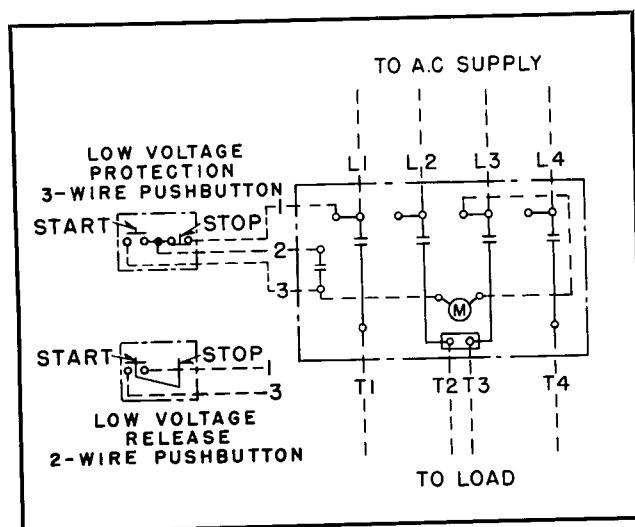 TO A.C SUPPLY
L1 L2 L3 L4
LOW VOLTAGE
PROTECTION
3-WIRE PUSHBUTTON
START STOP
1
2
3
M
START STOP
1
3
LOW VOLTAGE
RELEASE
2-WIRE PUSHBUTTON
T1 T2 T3 T4
TO LOAD